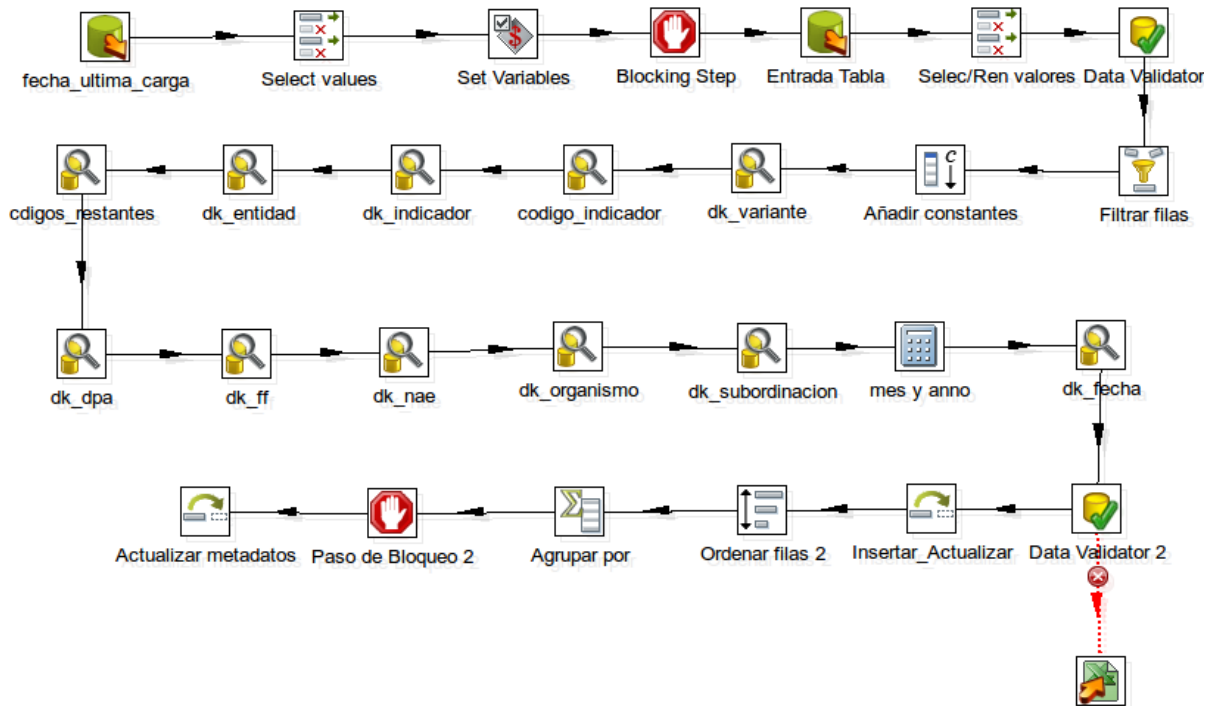 fecha_ultima_carga
Select values
Set Variables
Blocking Step
Entrada Tabla
Selec/Ren valores
Data Validator
cdigos_restantes
dk_entidad
dk_indicador
codigo_indicador
dk_variante
Añadir constantes
Filtrar filas
dk_dpa
dk_ff
dk_nae
dk_organismo
dk_subordinacion
mes y anno
dk_fecha
Actualizar metadatos
Paso de Bloqueo 2
Agrupar por
Ordenar filas 2
Insertar_Actualizar
Data Validator 2